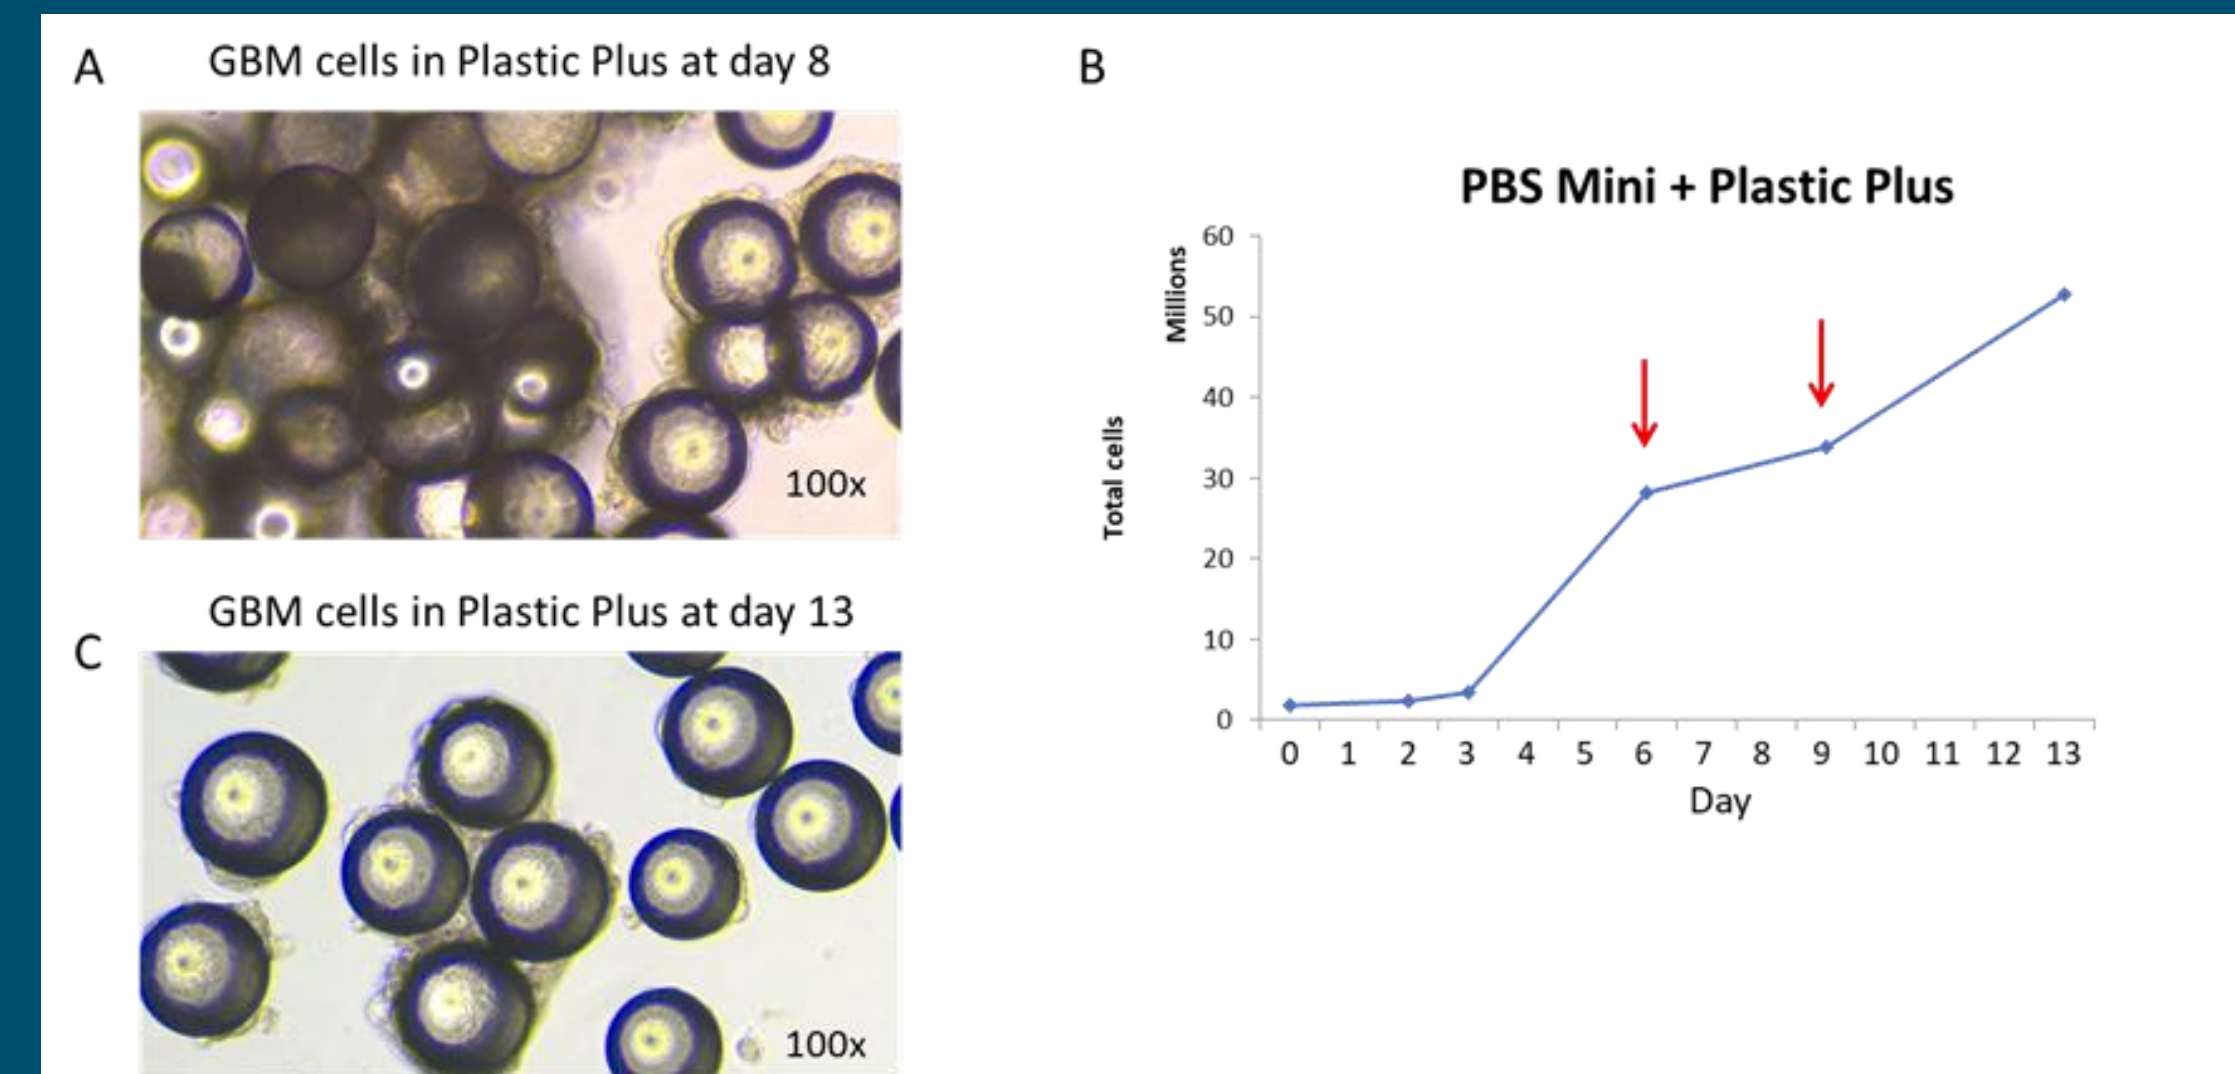 A
GBM cells in Plastic Plus at day 8
100x
B
PBS Mini + Plastic Plus
Millions
Total cells
60
50
40
30
20
10
0
0 1 2 3 4 5 6 7 8 9 10 11 12 13
Day
C
GBM cells in Plastic Plus at day 13
100x